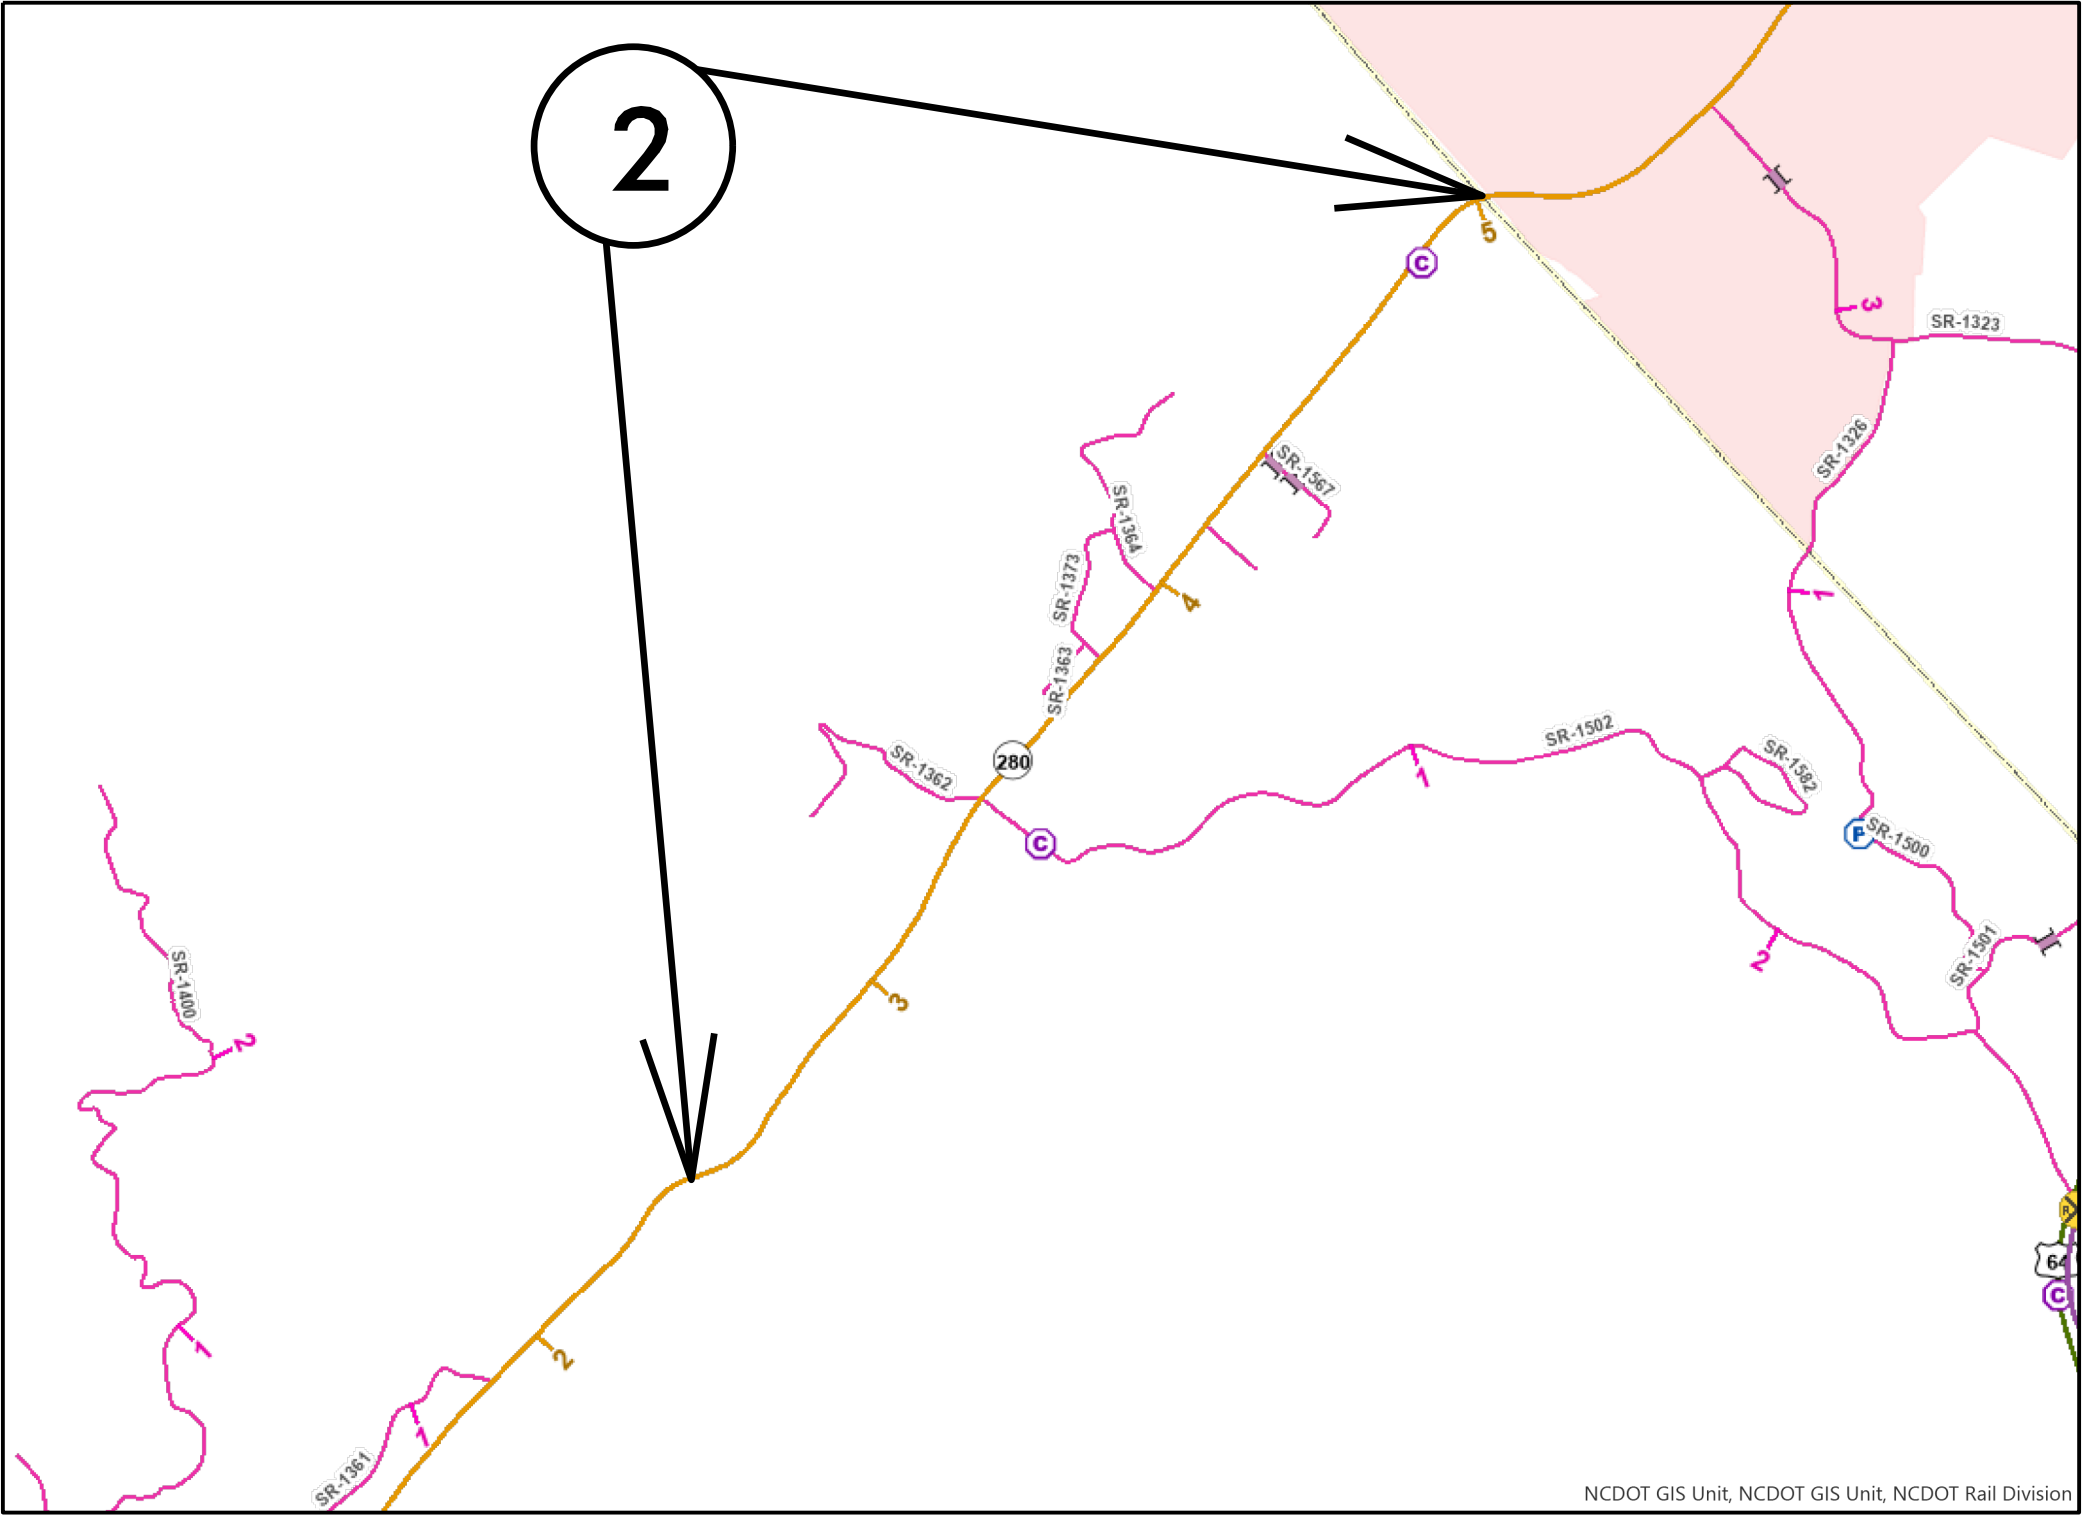 2
5
C
3
SR-1323
SR-1326
SR-1567
SR-1364
SR-1373
4
1
SR-1363
SR-1502
280
SR-1362
1
SR-1582
C
P
SR-1500
SR-1501
2
SR-1400
3
2
R
64
C
1
2
1
SR-1361
NCDOT GIS Unit, NCDOT GIS Unit, NCDOT Rail Division